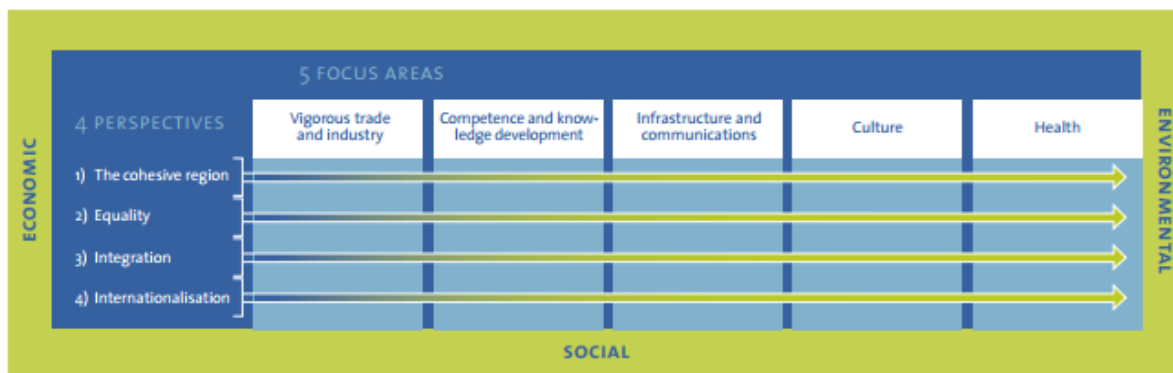 5 FOCUS AREAS
4 PERSPECTIVES
Vigorous trade
and industry
Competence and know-
ledge development
Infrastructure and
communications
Culture
Health
1) The cohesive region
2) Equality
3) Integration
4) Internationalisation
ECONOMIC
ENVIRONMENTAL
SOCIAL